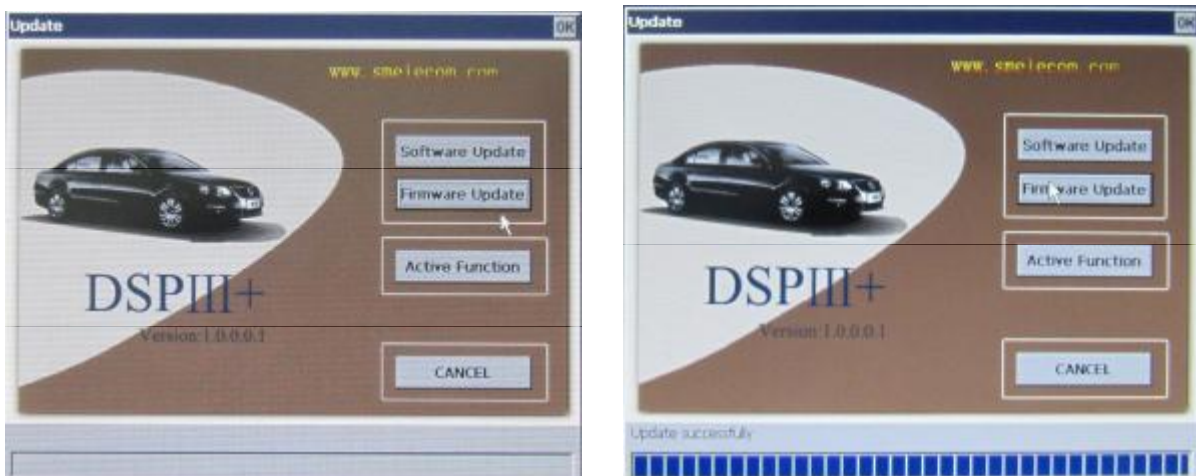 Update OK
www.smelecom.com
Software Update
Firmware Update
Active Function
DSPIII+
Version:1.0.0.0.1
CANCEL
Update OK
www.smelecom.com
Software Update
Firmware Update
Active Function
DSPIII+
Version:1.0.0.0.1
CANCEL
Update successfully